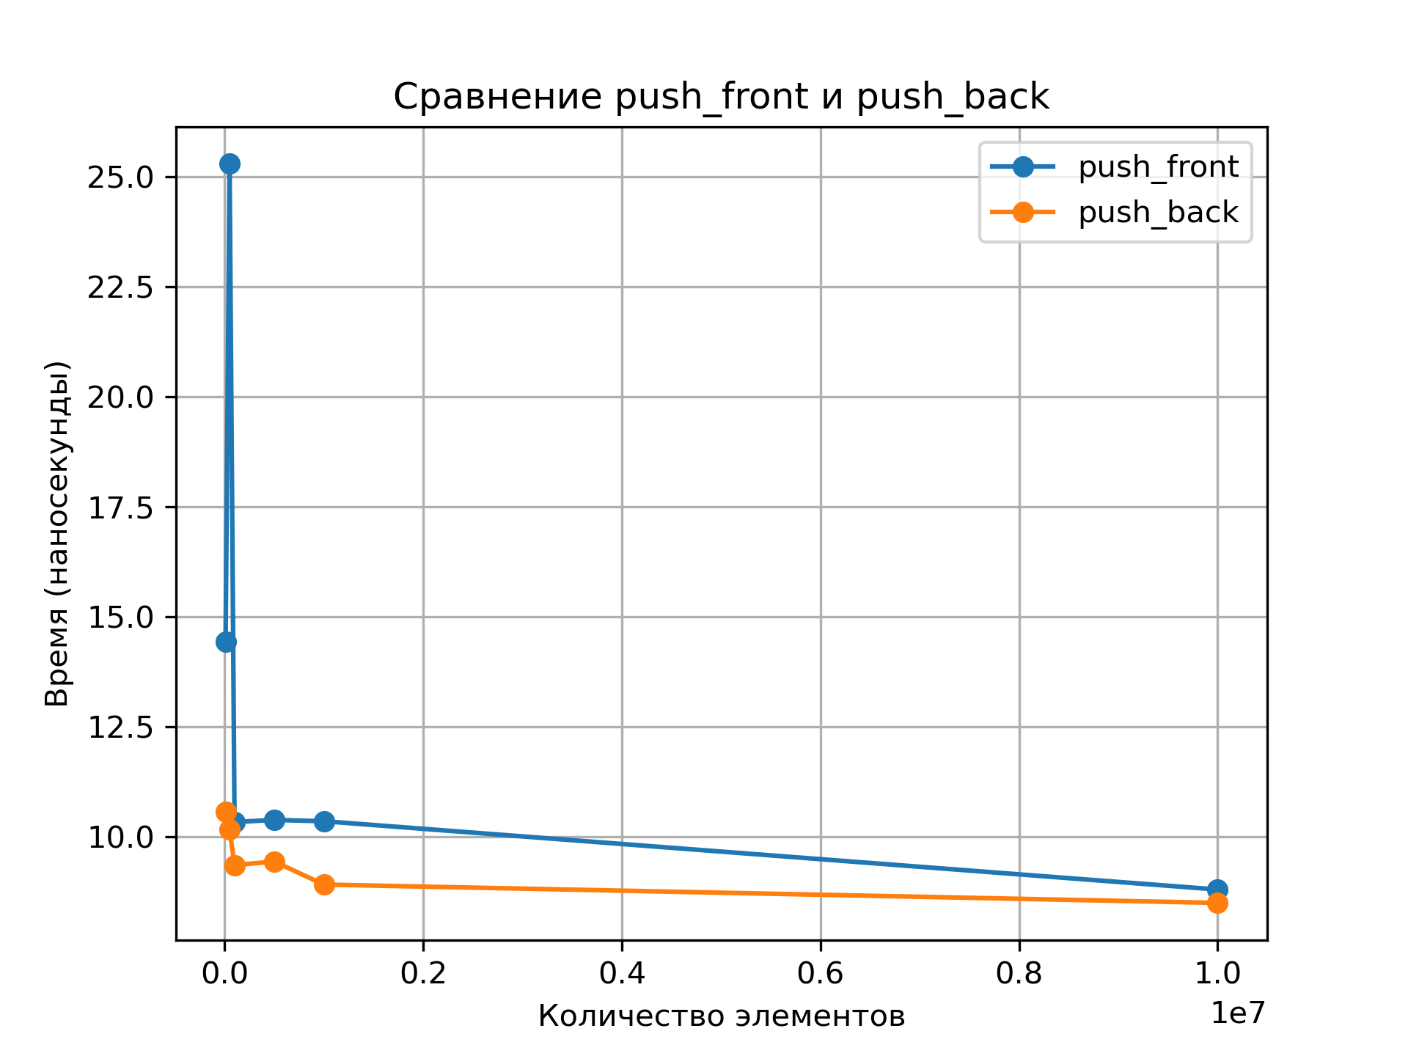 Сравнение push_front и push_back
push_front
push_back
25.0
22.5
20.0
17.5
15.0
12.5
10.0
Время (наносекунды)
0.0 0.2 0.4 0.6 0.8 1.0
1e7
Количество элементов